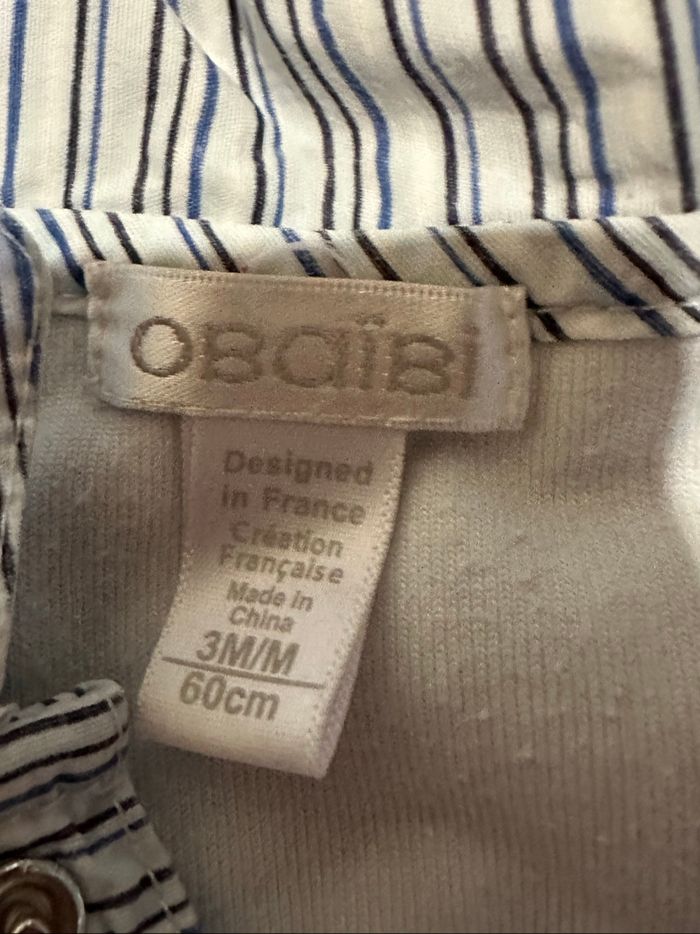 OBaïBi
Designed
in France
Création
Française
Made in
China
3M/M
60cm